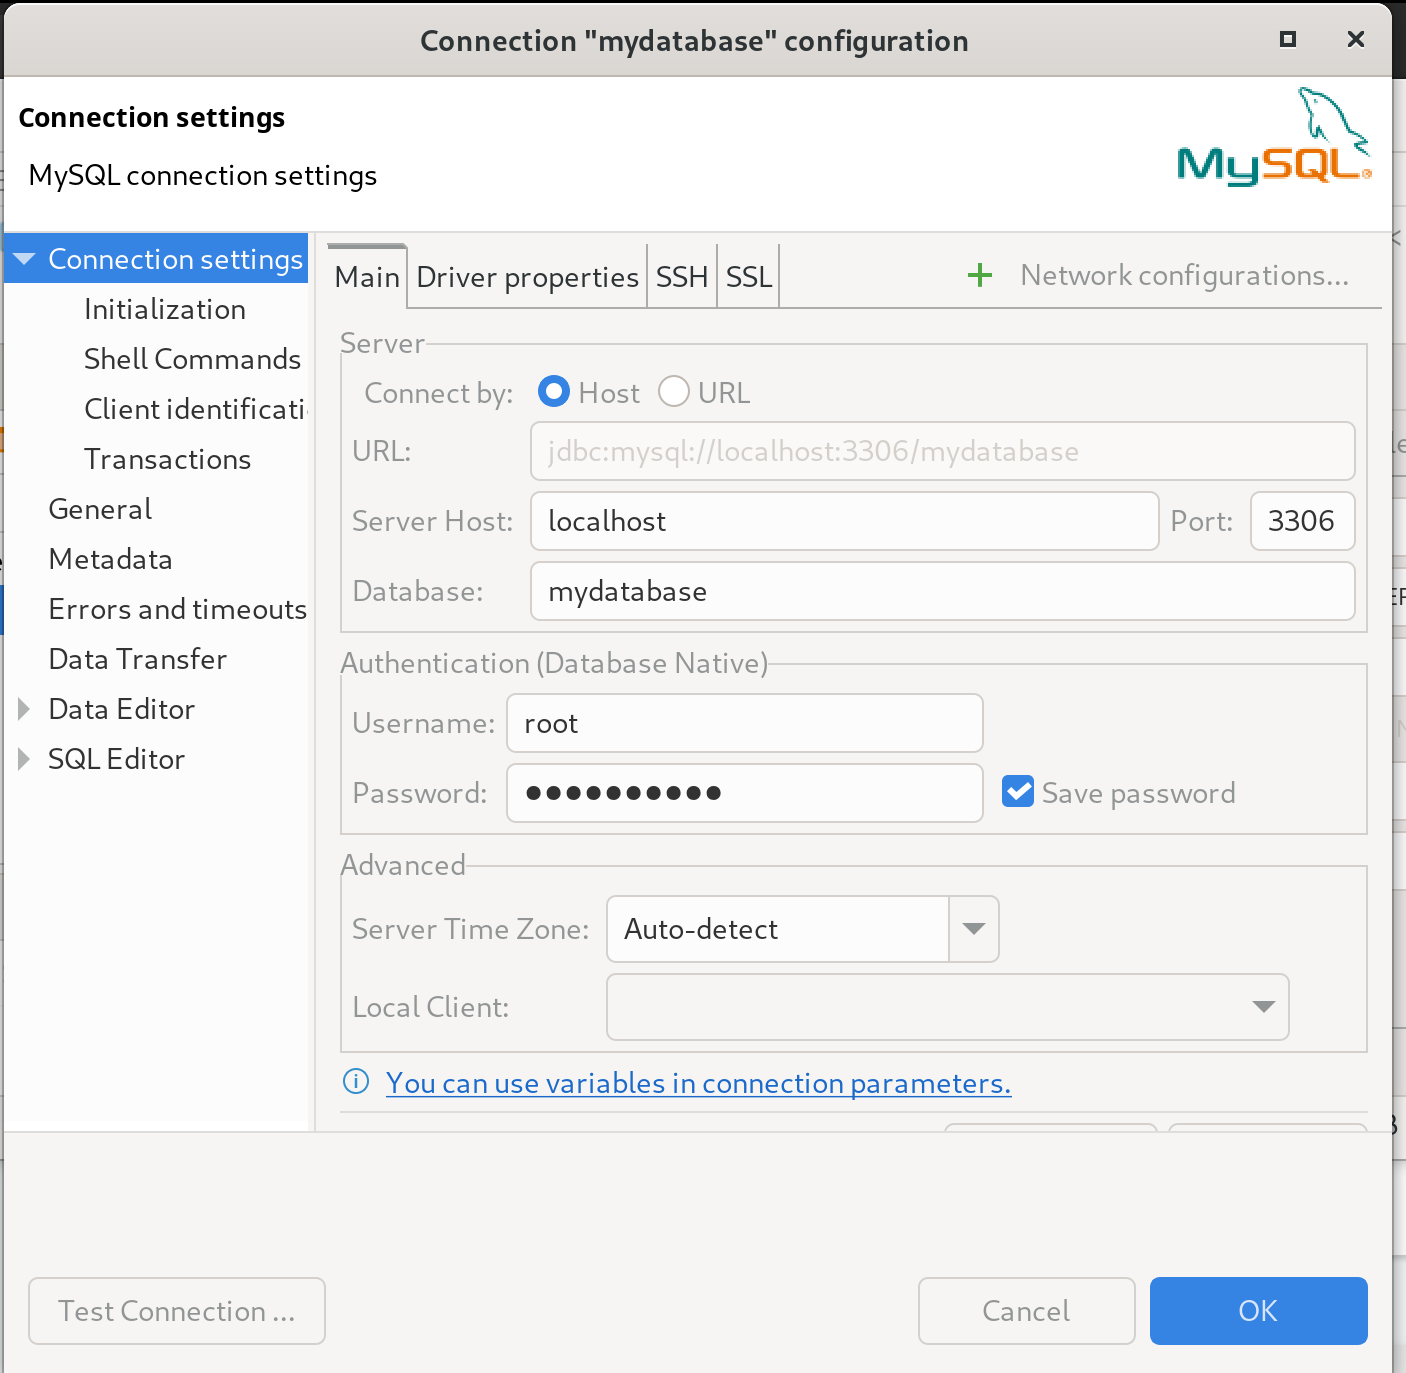 Connection "mydatabase" configuration
Connection settings
MySQL connection settings
MySQL
Connection settings
Initialization
Shell Commands
Client identificati
Transactions
General
Metadata
Errors and timeouts
Data Transfer
Data Editor
SQL Editor
Main Driver properties SSH SSL Network configurations...
Server
Connect by: Host URL
URL: jdbc:mysql://localhost:3306/mydatabase
Server Host: localhost Port: 3306
Database: mydatabase
Authentication (Database Native)
Username: root
Password: ●●●●●●●●●● Save password
Advanced
Server Time Zone: Auto-detect
Local Client:
You can use variables in connection parameters.
Test Connection ... Cancel OK